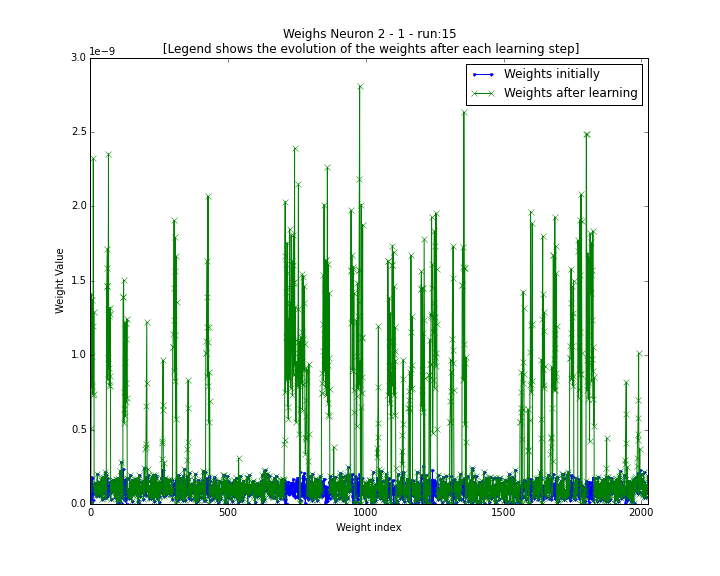 Weighs Neuron 2 - 1 - run:15
[Legend shows the evolution of the weights after each learning step]
1e−9
3.0
Weights initially
Weights after learning
2.5
2.0
Weight Value
1.5
1.0
0.5
0.0
0 500 1000 1500 2000
Weight index